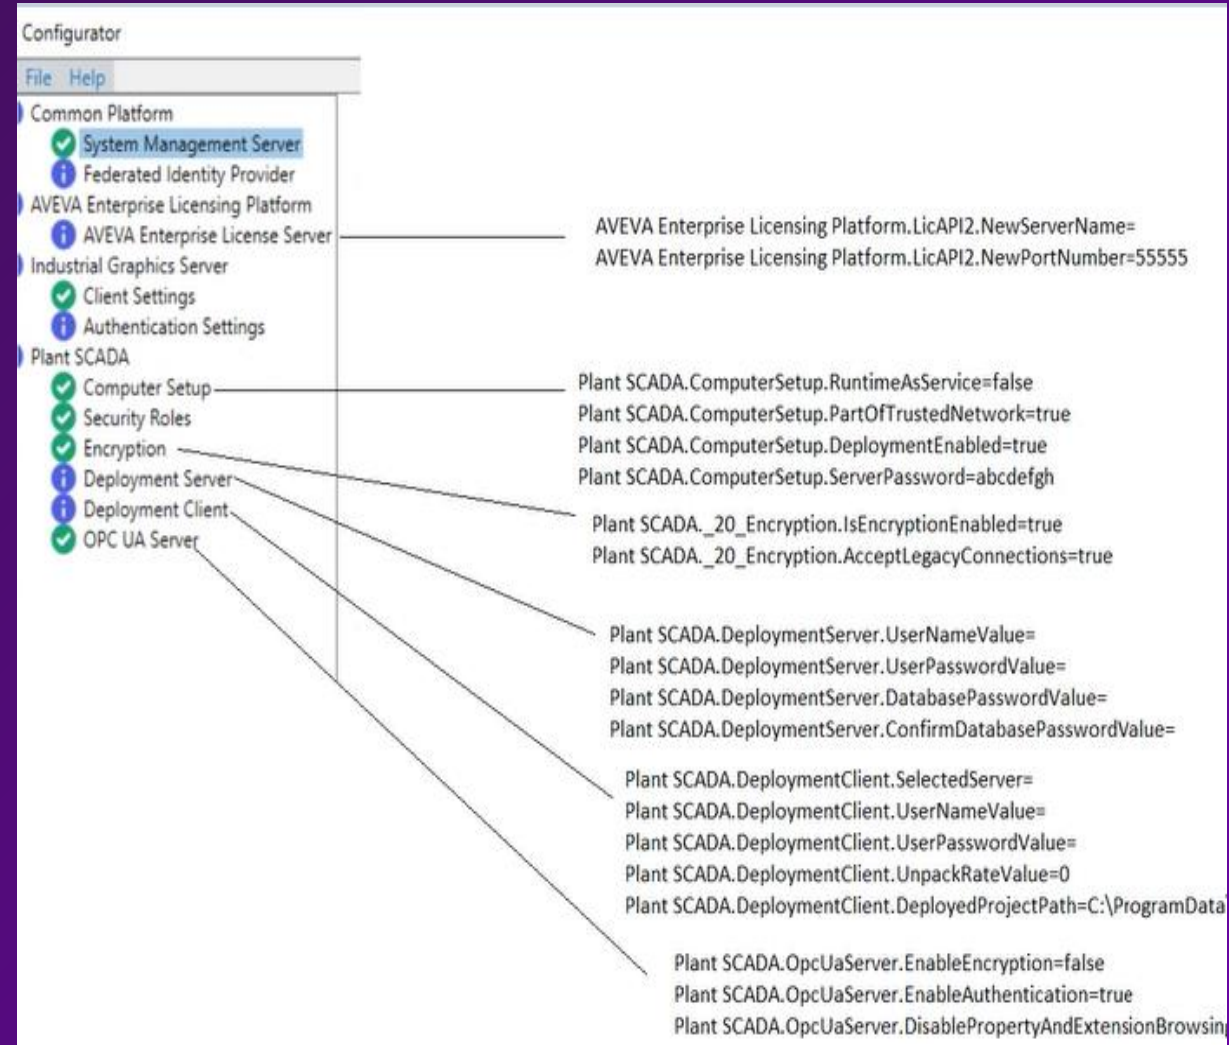 Configurator
File Help
Common Platform
System Management Server
Federated Identity Provider
AVEVA Enterprise Licensing Platform
AVEVA Enterprise License Server
Industrial Graphics Server
Client Settings
Authentication Settings
Plant SCADA
Computer Setup
Security Roles
Encryption
Deployment Server
Deployment Client
OPC UA Server
AVEVA Enterprise Licensing Platform.LicAPI2.NewServerName=
AVEVA Enterprise Licensing Platform.LicAPI2.NewPortNumber=55555
Plant SCADA.ComputerSetup.RuntimeAsService=false
Plant SCADA.ComputerSetup.PartOfTrustedNetwork=true
Plant SCADA.ComputerSetup.DeploymentEnabled=true
Plant SCADA.ComputerSetup.ServerPassword=abcdefgh
Plant SCADA._20_Encryption.IsEncryptionEnabled=true
Plant SCADA._20_Encryption.AcceptLegacyConnections=true
Plant SCADA.DeploymentServer.UserNameValue=
Plant SCADA.DeploymentServer.UserPasswordValue=
Plant SCADA.DeploymentServer.DatabasePasswordValue=
Plant SCADA.DeploymentServer.ConfirmDatabasePasswordValue=
Plant SCADA.DeploymentClient.SelectedServer=
Plant SCADA.DeploymentClient.UserNameValue=
Plant SCADA.DeploymentClient.UserPasswordValue=
Plant SCADA.DeploymentClient.UnpackRateValue=0
Plant SCADA.DeploymentClient.DeployedProjectPath=C:\ProgramData\
Plant SCADA.OpcUaServer.EnableEncryption=false
Plant SCADA.OpcUaServer.EnableAuthentication=true
Plant SCADA.OpcUaServer.DisablePropertyAndExtensionBrowsing